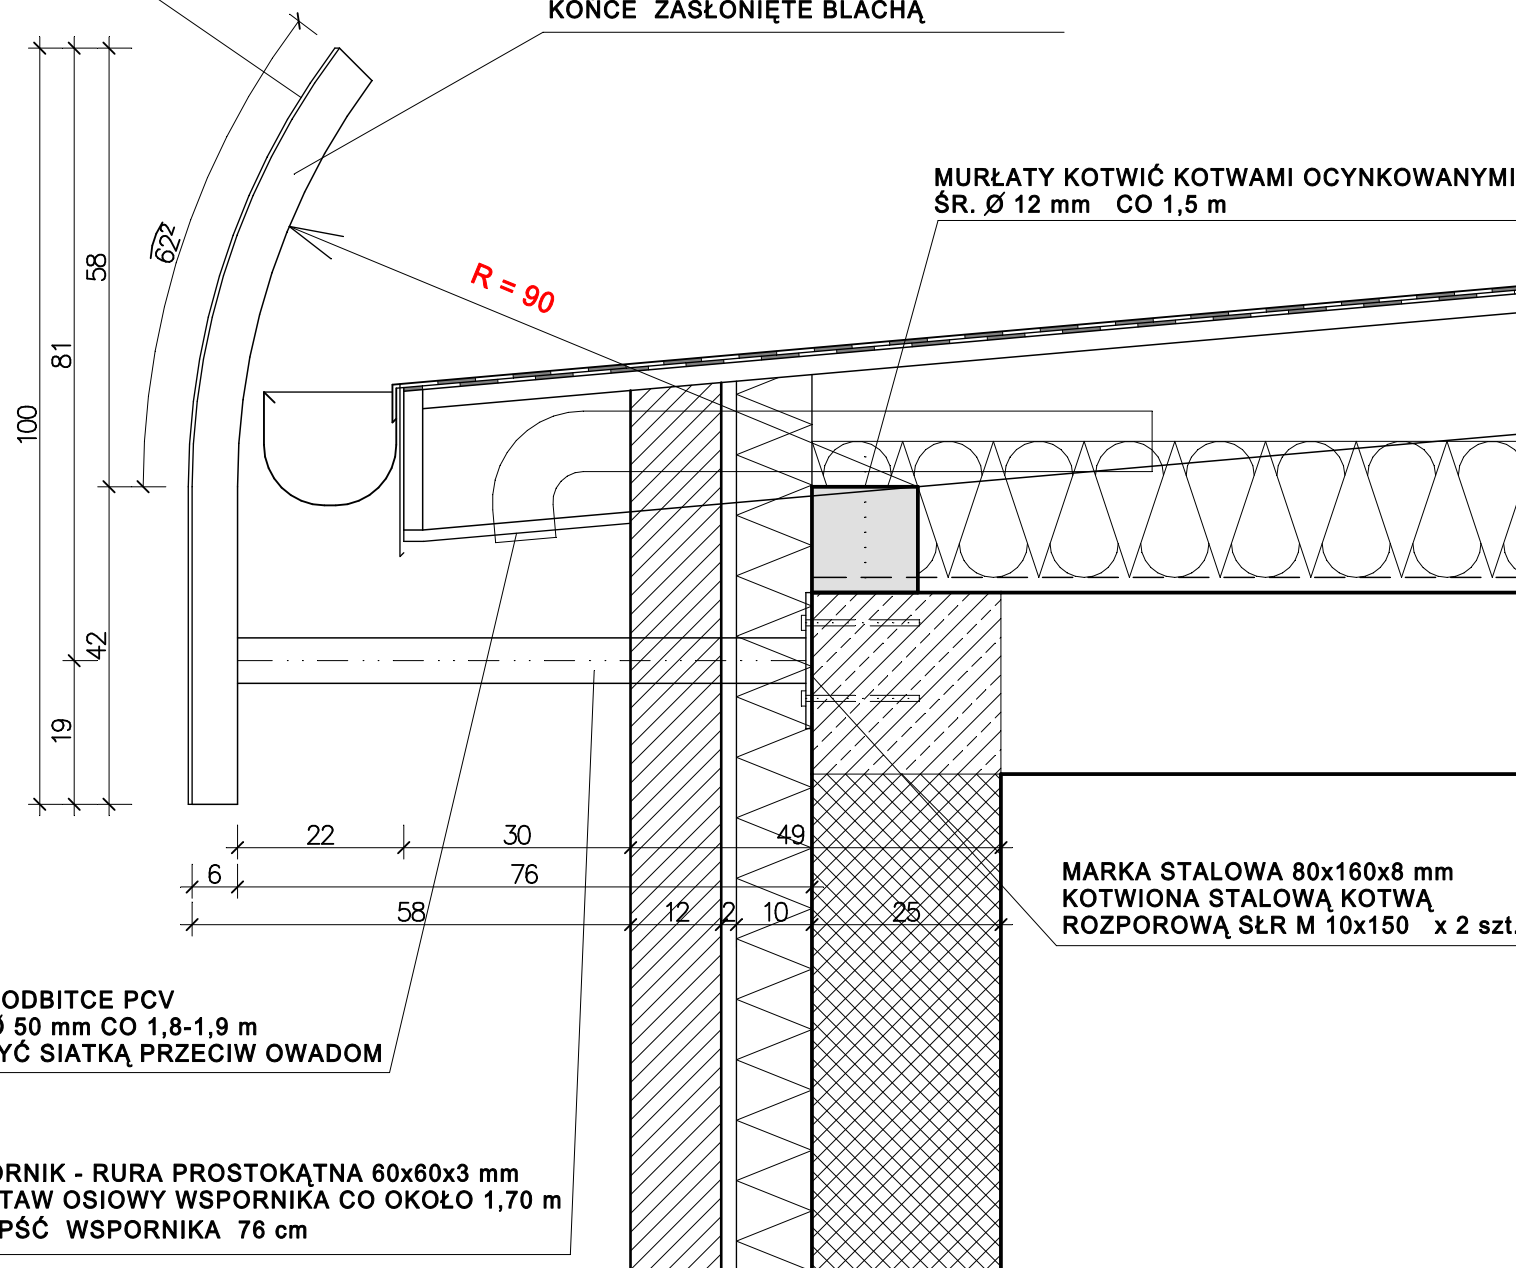 KOŃCE ZASŁONIĘTE BLACHĄ
MURŁATY KOTWIĆ KOTWAMI OCYNKOWANYMI
ŚR. Ø 12 mm CO 1,5 m
R = 90
62²
58
81
100
42
19
22
30
49
6
76
58
12
2
10
25
MARKA STALOWA 80x160x8 mm
KOTWIONA STALOWĄ KOTWĄ
ROZPOROWĄ SŁR M 10x150 x 2 szt.
ODBITCE PCV
Ø 50 mm CO 1,8-1,9 m
YĆ SIATKĄ PRZECIW OWADOM
ORNIK - RURA PROSTOKĄTNA 60x60x3 mm
TAW OSIOWY WSPORNIKA CO OKOŁO 1,70 m
PŚĆ WSPORNIKA 76 cm